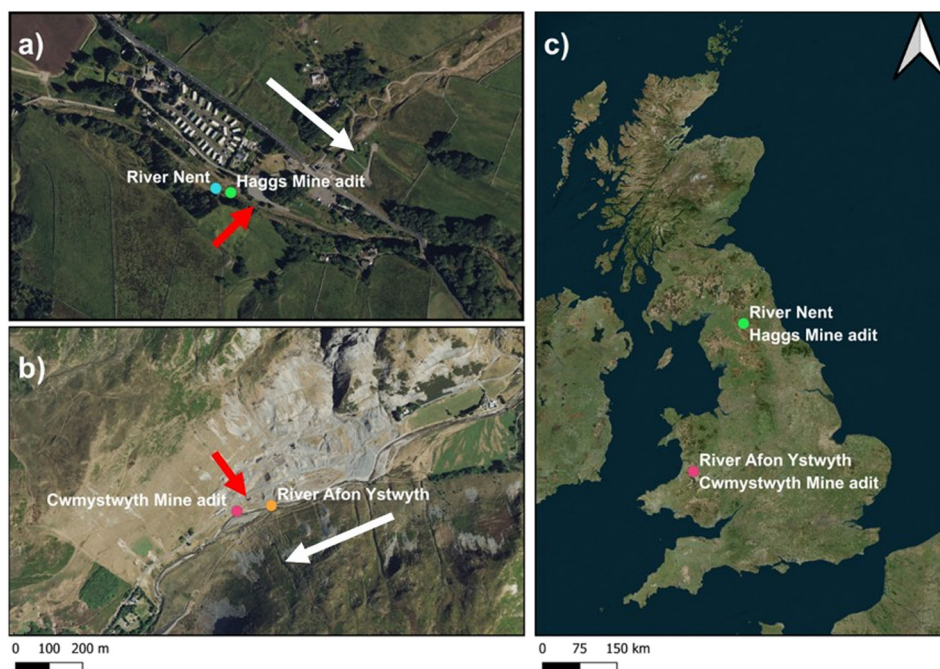 a)
River Nent
Haggs Mine adit
b)
Cwmystwyth Mine adit
River Afon Ystwyth
0 100 200 m
c)
River Nent
Haggs Mine adit
River Afon Ystwyth
Cwmystwyth Mine adit
0 75 150 km